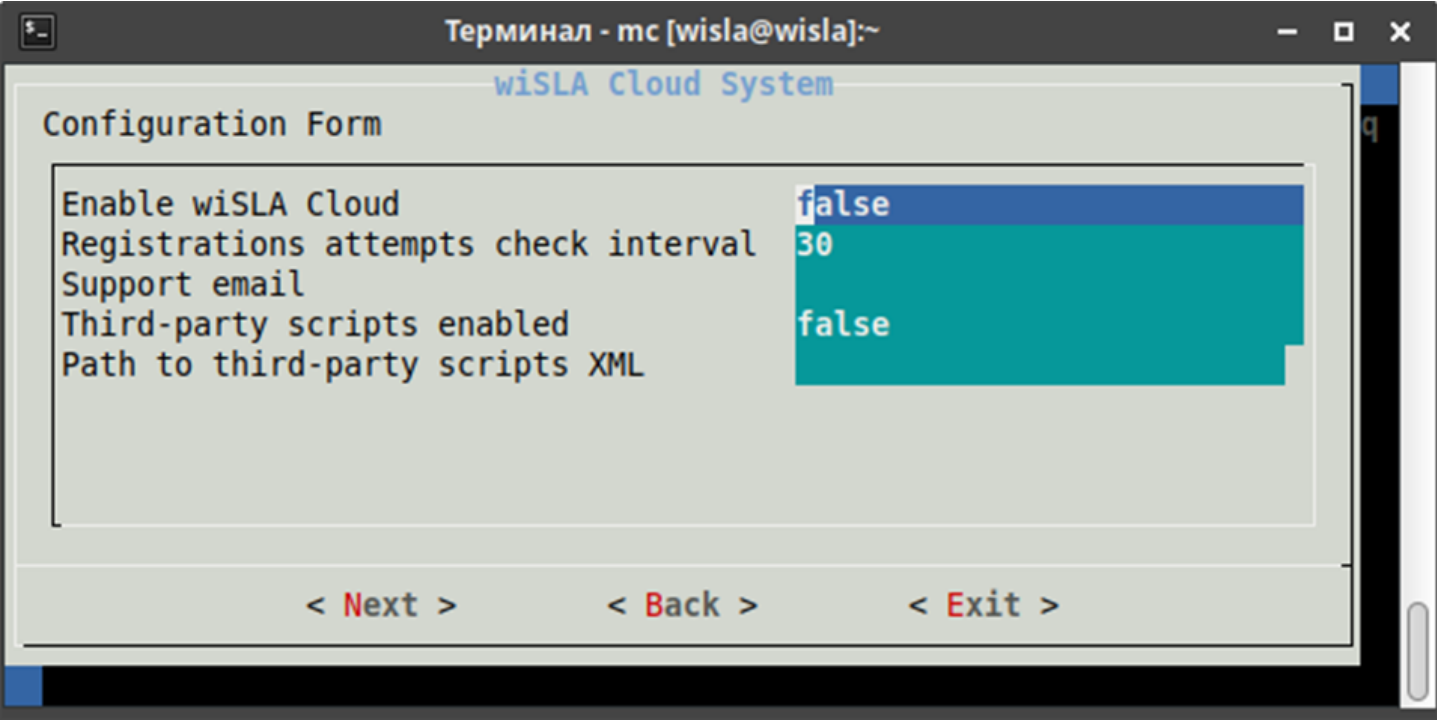 Терминал - mc [wisla@wisla]:~
wiSLA Cloud System
Configuration Form
q
Enable wiSLA Cloud false
Registrations attempts check interval 30
Support email
Third-party scripts enabled false
Path to third-party scripts XML
< Next > < Back > < Exit >